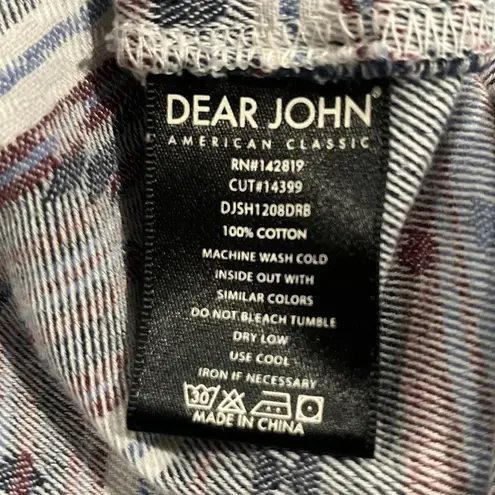 DEAR JOHN®
AMERICAN CLASSIC
RN#142819
CUT#14399
DJSH1208DRB
100% COTTON
MACHINE WASH COLD
INSIDE OUT WITH
SIMILAR COLORS
DO NOT BLEACH TUMBLE
DRY LOW
USE COOL
IRON IF NECESSARY
30
MADE IN CHINA